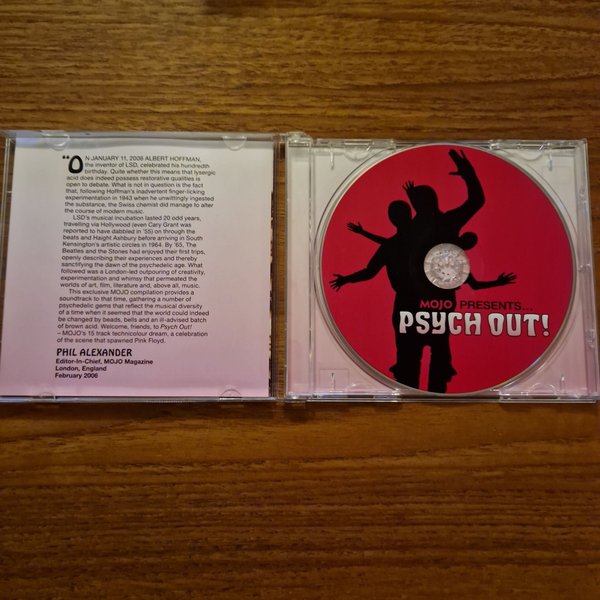 "ON JANUARY 11, 2006 ALBERT HOFFMAN,
the inventor of LSD, celebrated his hundredth
birthday. Quite whether this means that lysergic
acid does indeed possess restorative qualities is
open to debate. What is not in question is the fact
that, following Hoffman's inadvertent finger-licking
experimentation in 1943 when he unwittingly ingested
the substance, the Swiss chemist did manage to alter
the course of modern music.
LSD's musical incubation lasted 20 odd years,
travelling via Hollywood (even Cary Grant was
reported to have dabbled in '55) on through the
beats and Haight Ashbury before arriving in South
Kensington's artistic circles in 1964. By '65, The
Beatles and the Stones had enjoyed their first trips,
openly describing their experiences and thereby
sanctifying the dawn of the psychedelic age. What
followed was a London-led outpouring of creativity,
experimentation and whimsy that permeated the
worlds of art, film, literature and, above all, music.
This exclusive MOJO compilation provides a
soundtrack to that time, gathering a number of
psychedelic gems that reflect the musical diversity
of a time when it seemed that the world could indeed
be changed by beads, bells and an ill-advised batch
of brown acid. Welcome, friends, to Psych Out!
– MOJO's 15 track technicolour dream, a celebration
of the scene that spawned Pink Floyd.
PHIL ALEXANDER
Editor-In-Chief, MOJO Magazine
London, England
February 2006
MOJO PRESENTS...
PSYCH OUT!